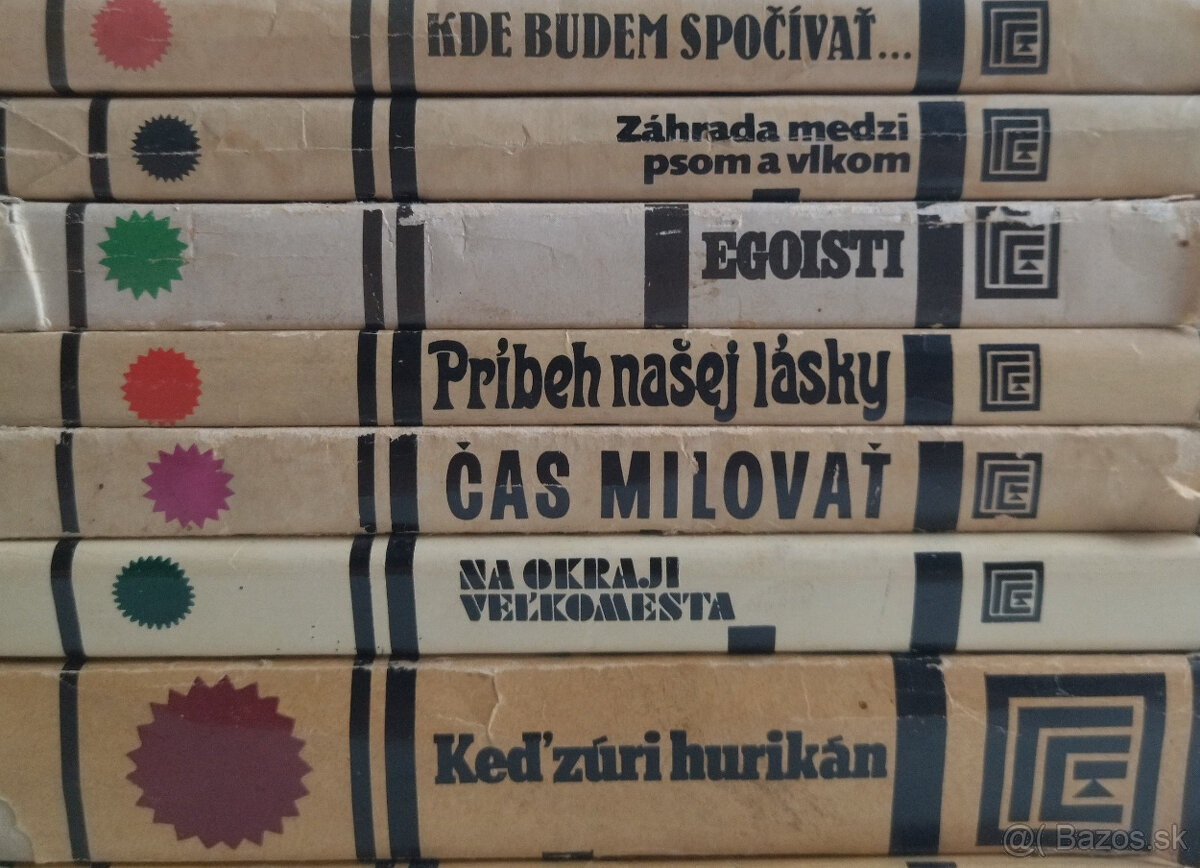 KDE BUDEM SPOČÍVAŤ...
Záhrada medzi
psom a vlkom
EGOISTI
Príbeh našej lásky
ČAS MILOVAŤ
NA OKRAJI
VEĽKOMESTA
Keď zúri hurikán
@( Bazos.sk